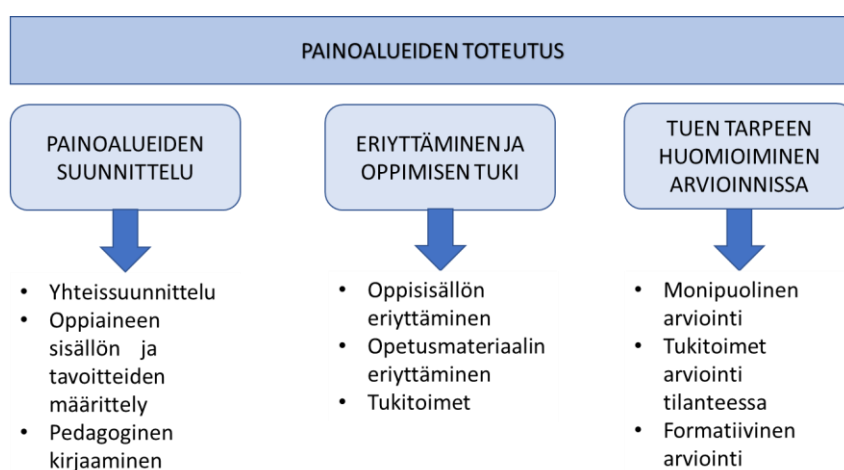 PAINOALUEIDEN TOTEUTUS
PAINOALUEIDEN
SUUNNITTELU
• Yhteissuunnittelu
• Oppiaineen
sisällön ja
tavoitteiden
määrittely
• Pedagoginen
kirjaaminen
ERIYTTÄMINEN JA
OPPIMISEN TUKI
• Oppisisällön
eriyttäminen
• Opetusmateriaalin
eriyttäminen
• Tukitoimet
TUEN TARPEEN
HUOMIOIMINEN
ARVIOINNISSA
• Monipuolinen
arviointi
• Tukitoimet
arviointi
tilanteessa
• Formatiivinen
arviointi